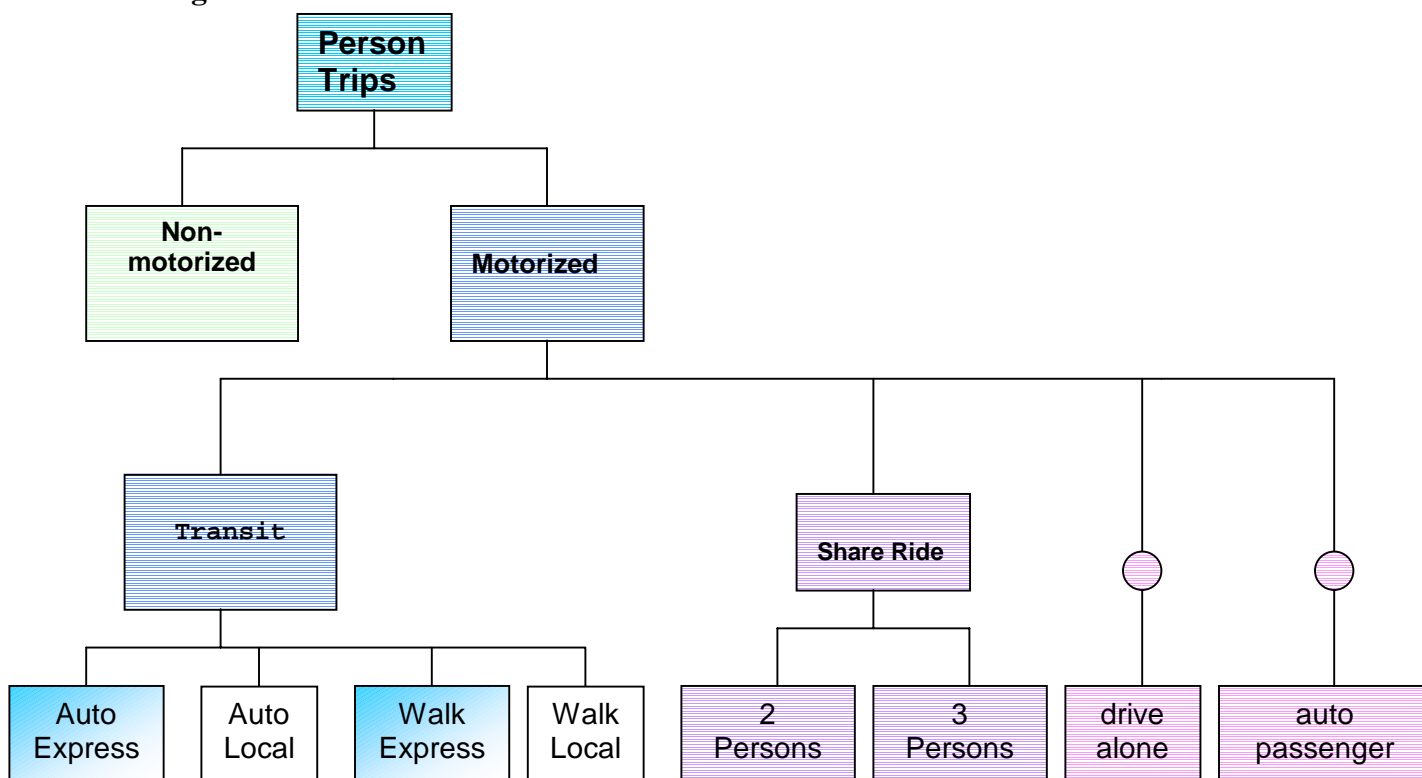 Person
Trips
Non-
motorized
Motorized
Transit
Share Ride
Auto
Express
Auto
Local
Walk
Express
Walk
Local
2
Persons
3
Persons
drive
alone
auto
passenger